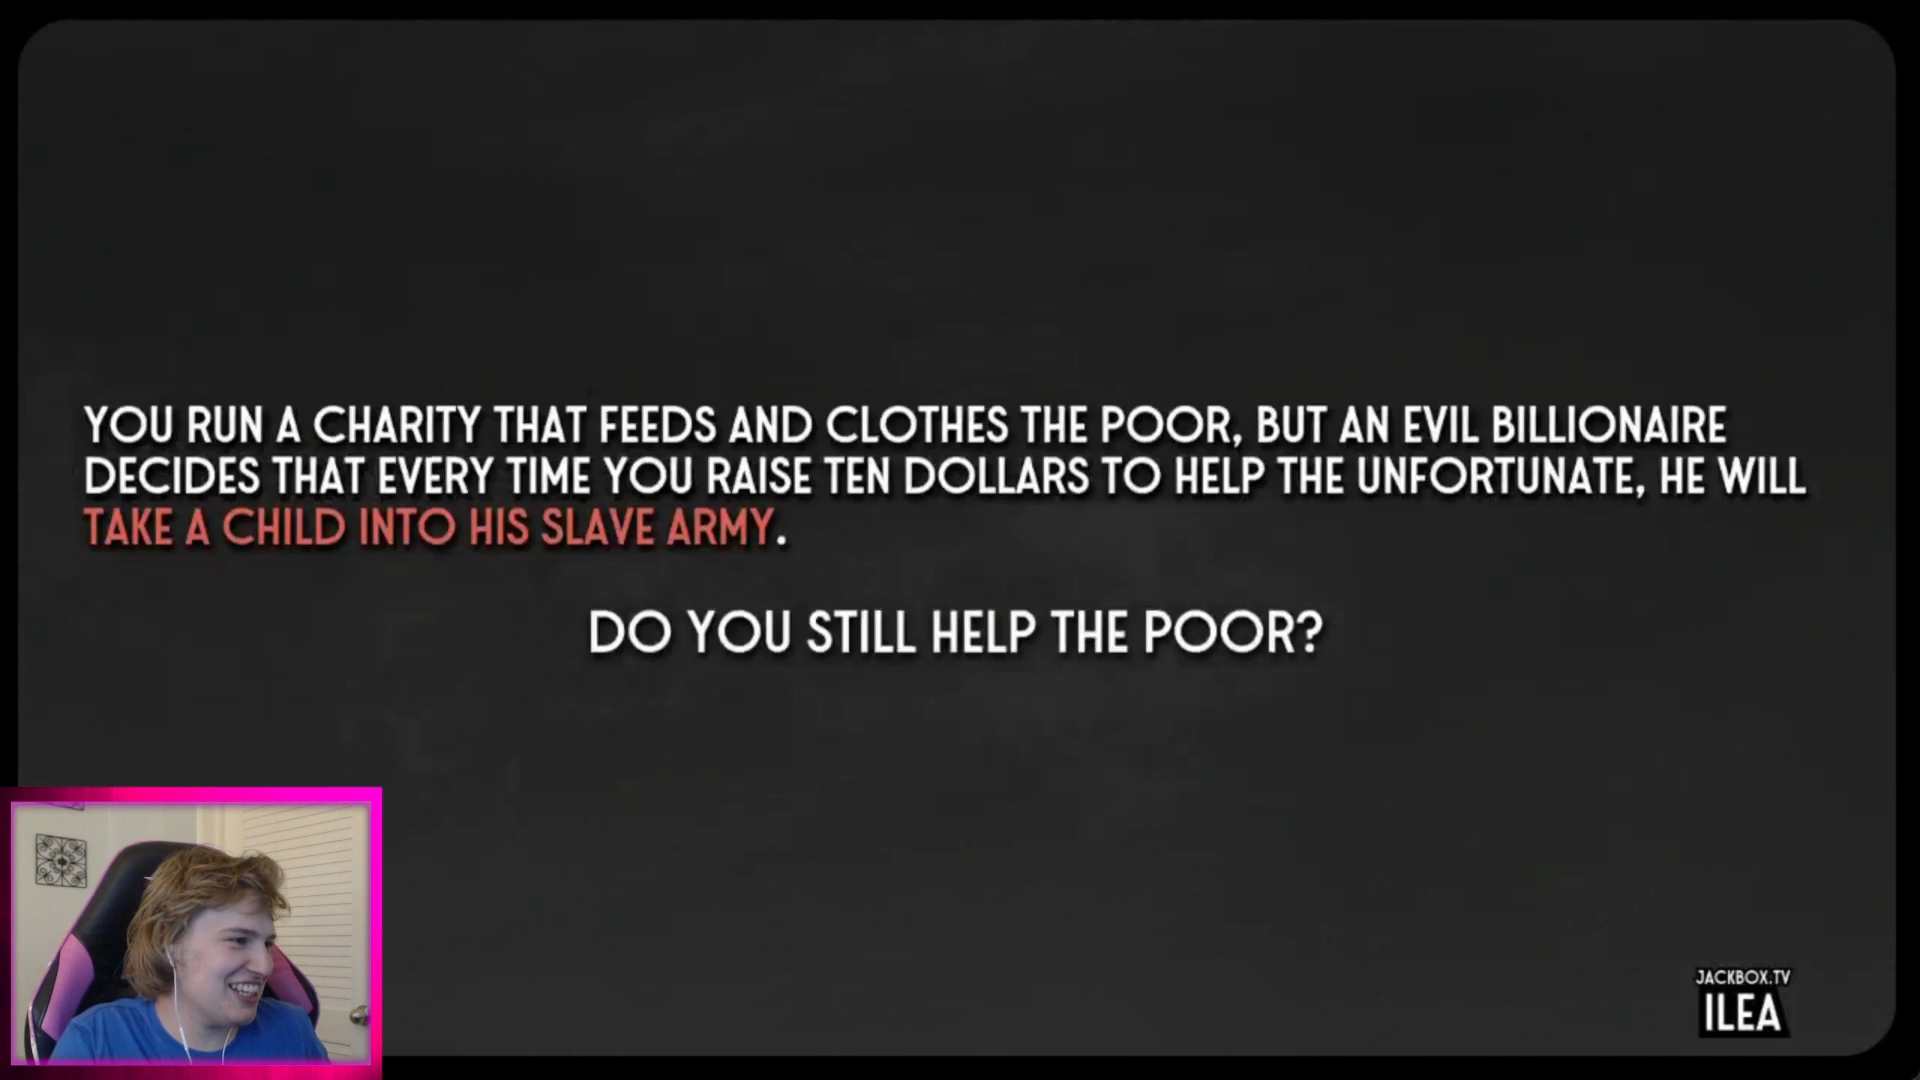 YOU RUN A CHARITY THAT FEEDS AND CLOTHES THE POOR, BUT AN EVIL BILLIONAIRE
DECIDES THAT EVERY TIME YOU RAISE TEN DOLLARS TO HELP THE UNFORTUNATE, HE WILL
TAKE A CHILD INTO HIS SLAVE ARMY.
DO YOU STILL HELP THE POOR?
JACKBOX.TV
ILEA